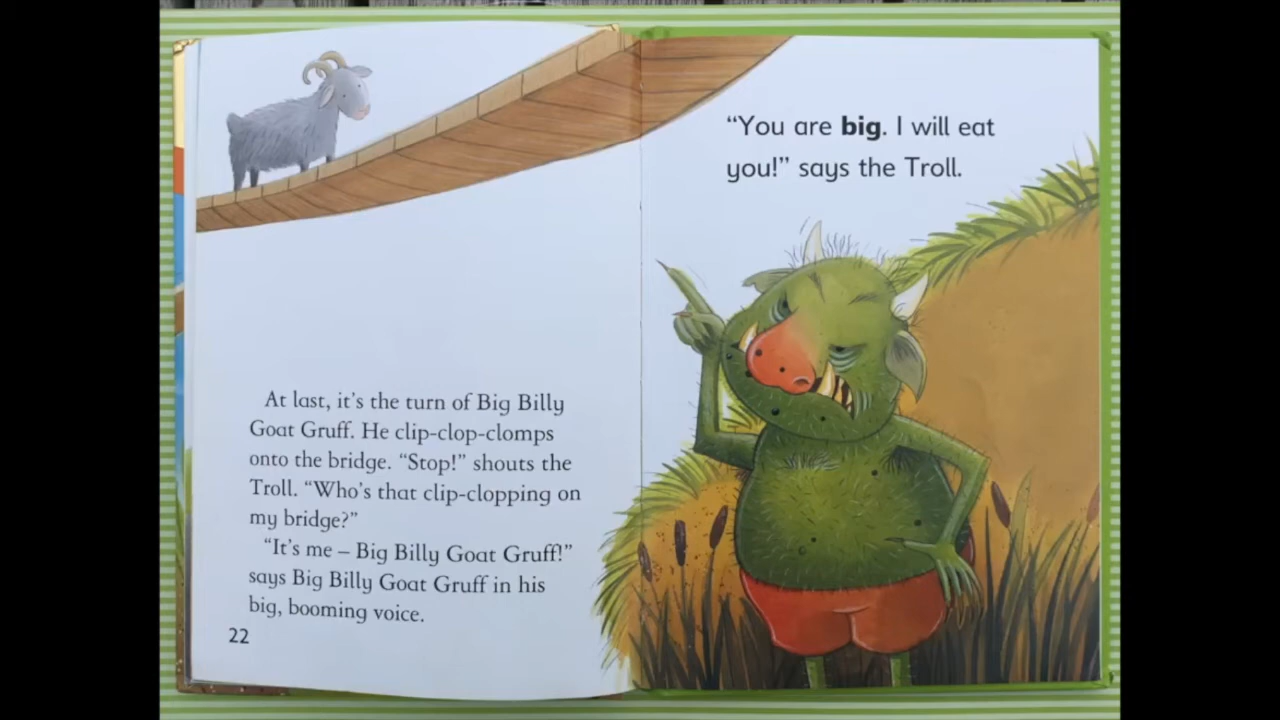 At last, it's the turn of Big Billy
Goat Gruff. He clip-clop-clomps
onto the bridge. “Stop!” shouts the
Troll. “Who's that clip-clopping on
my bridge?”
“It's me – Big Billy Goat Gruff!”
says Big Billy Goat Gruff in his
big, booming voice.
22
“You are big. I will eat
you!” says the Troll.